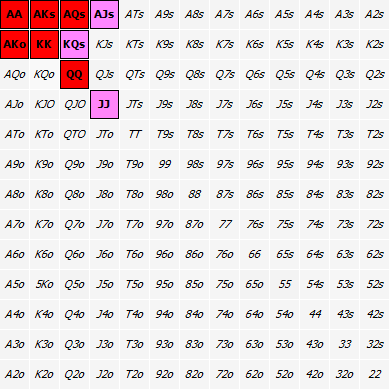 AA AKs AQs AJs ATs A9s A8s A7s A6s A5s A4s A3s A2s
AKo KK KQs KJs KTs K9s K8s K7s K6s K5s K4s K3s K2s
AQo KQo QQ QJs QTs Q9s Q8s Q7s Q6s Q5s Q4s Q3s Q2s
AJo KJO QJO JJ JTs J9s J8s J7s J6s J5s J4s J3s J2s
ATo KTo QTO JTo TT T9s T8s T7s T6s T5s T4s T3s T2s
A9o K9o Q9o J9o T9o 99 98s 97s 96s 95s 94s 93s 92s
A8o K8o Q8o J8o T8o 98o 88 87s 86s 85s 84s 83s 82s
A7o K7o Q7o J7o T7o 97o 87o 77 76s 75s 74s 73s 72s
A6o K6o Q6o J6o T6o 96o 86o 76o 66 65s 64s 63s 62s
A5o 5Ko Q5o J5o T5o 95o 85o 75o 65o 55 54s 53s 52s
A4o K4o Q4o J4o T4o 94o 84o 74o 64o 54o 44 43s 42s
A3o K3o Q3o J3o T3o 93o 83o 73o 63o 53o 43o 33 32s
A2o K2o Q2o J2o T2o 92o 82o 72o 62o 52o 42o 32o 22